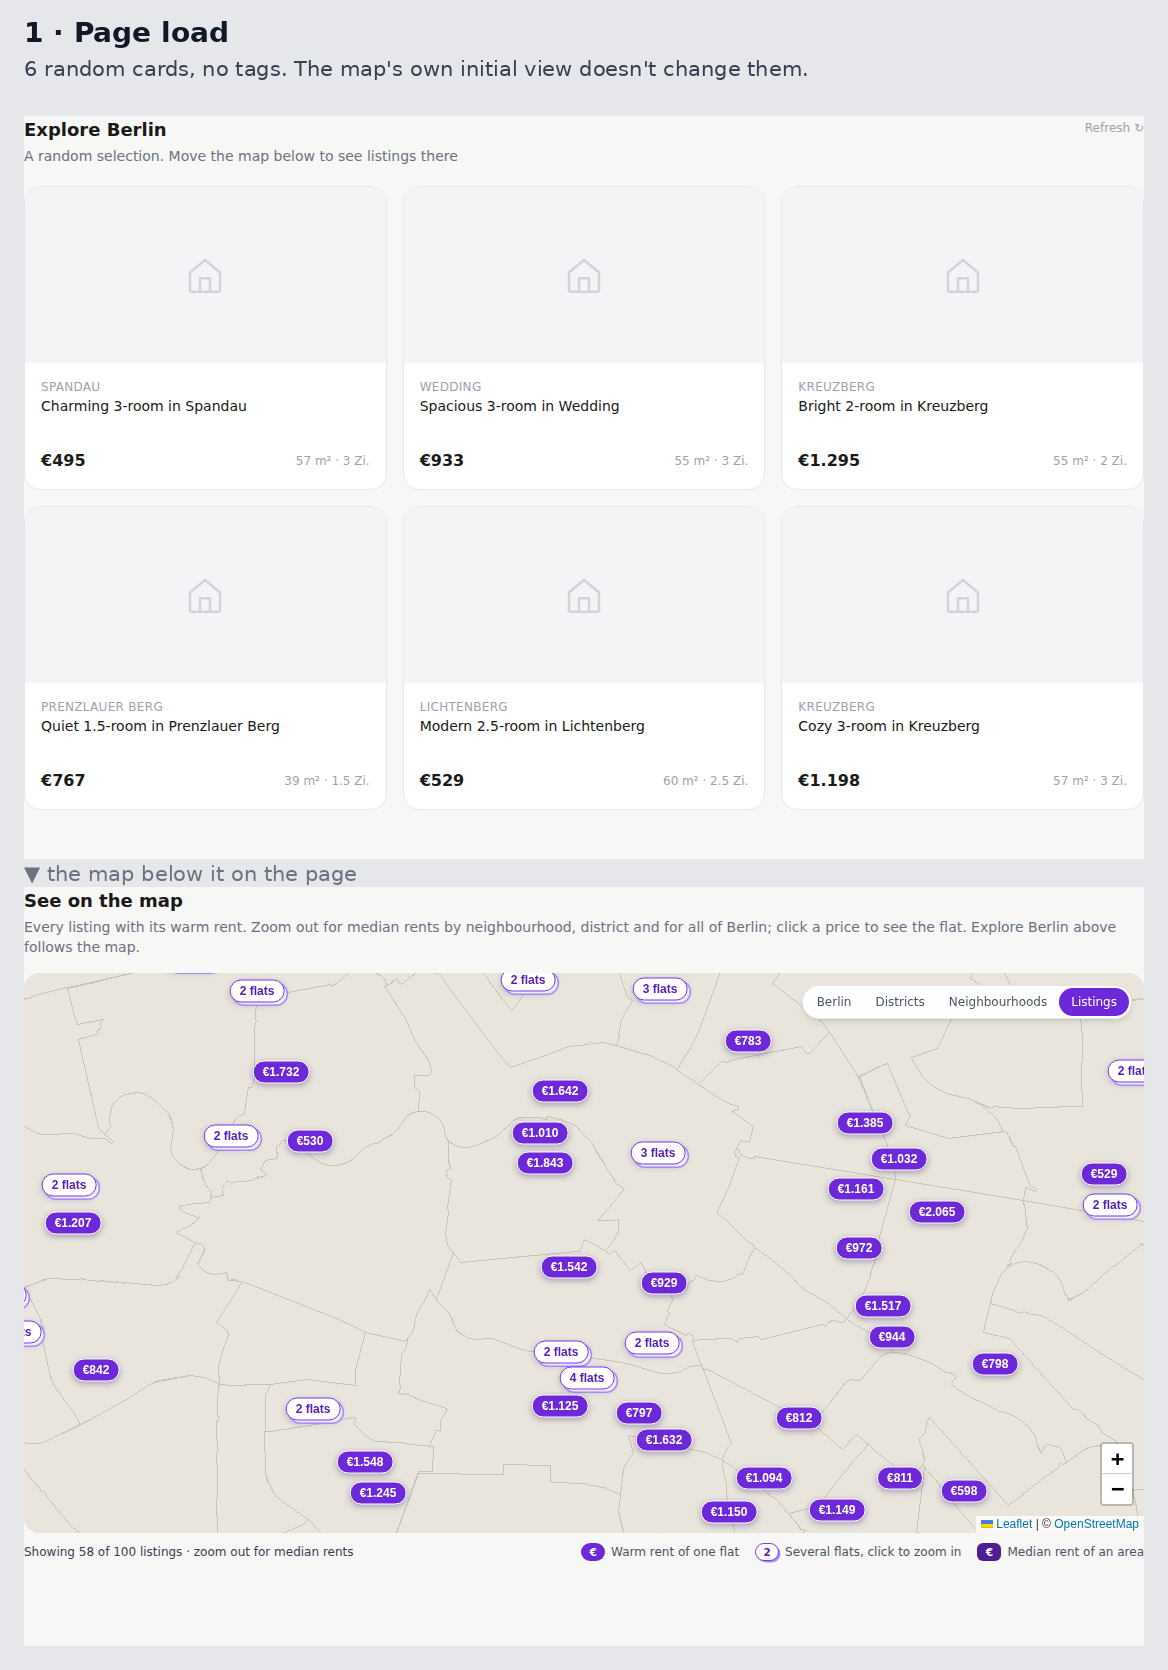 1 · Page load
6 random cards, no tags. The map's own initial view doesn't change them.
Explore Berlin
Refresh ↻
A random selection. Move the map below to see listings there
SPANDAU
Charming 3-room in Spandau
€495
57 m² · 3 Zi.
WEDDING
Spacious 3-room in Wedding
€933
55 m² · 3 Zi.
KREUZBERG
Bright 2-room in Kreuzberg
€1.295
55 m² · 2 Zi.
PRENZLAUER BERG
Quiet 1.5-room in Prenzlauer Berg
€767
39 m² · 1.5 Zi.
LICHTENBERG
Modern 2.5-room in Lichtenberg
€529
60 m² · 2.5 Zi.
KREUZBERG
Cozy 3-room in Kreuzberg
€1.198
57 m² · 3 Zi.
▼ the map below it on the page
See on the map
Every listing with its warm rent. Zoom out for median rents by neighbourhood, district and for all of Berlin; click a price to see the flat. Explore Berlin above
follows the map.
2 flats
2 flats
3 flats
Berlin
Districts
Neighbourhoods
Listings
€783
€1.732
2 flat
€1.642
€1.385
€1.010
2 flats
€530
3 flats
€1.843
€1.032
€529
2 flats
€1.161
2 flats
€1.207
€2.065
€972
€1.542
€929
€1.517
€944
2 flats
2 flats
€842
€798
4 flats
€1.125
2 flats
€797
€812
€1.632
€1.548
€1.094
€811
€1.245
€598
€1.150
€1.149
+
−
Leaflet | © OpenStreetMap
Showing 58 of 100 listings · zoom out for median rents
€ Warm rent of one flat
2 Several flats, click to zoom in
€ Median rent of an area